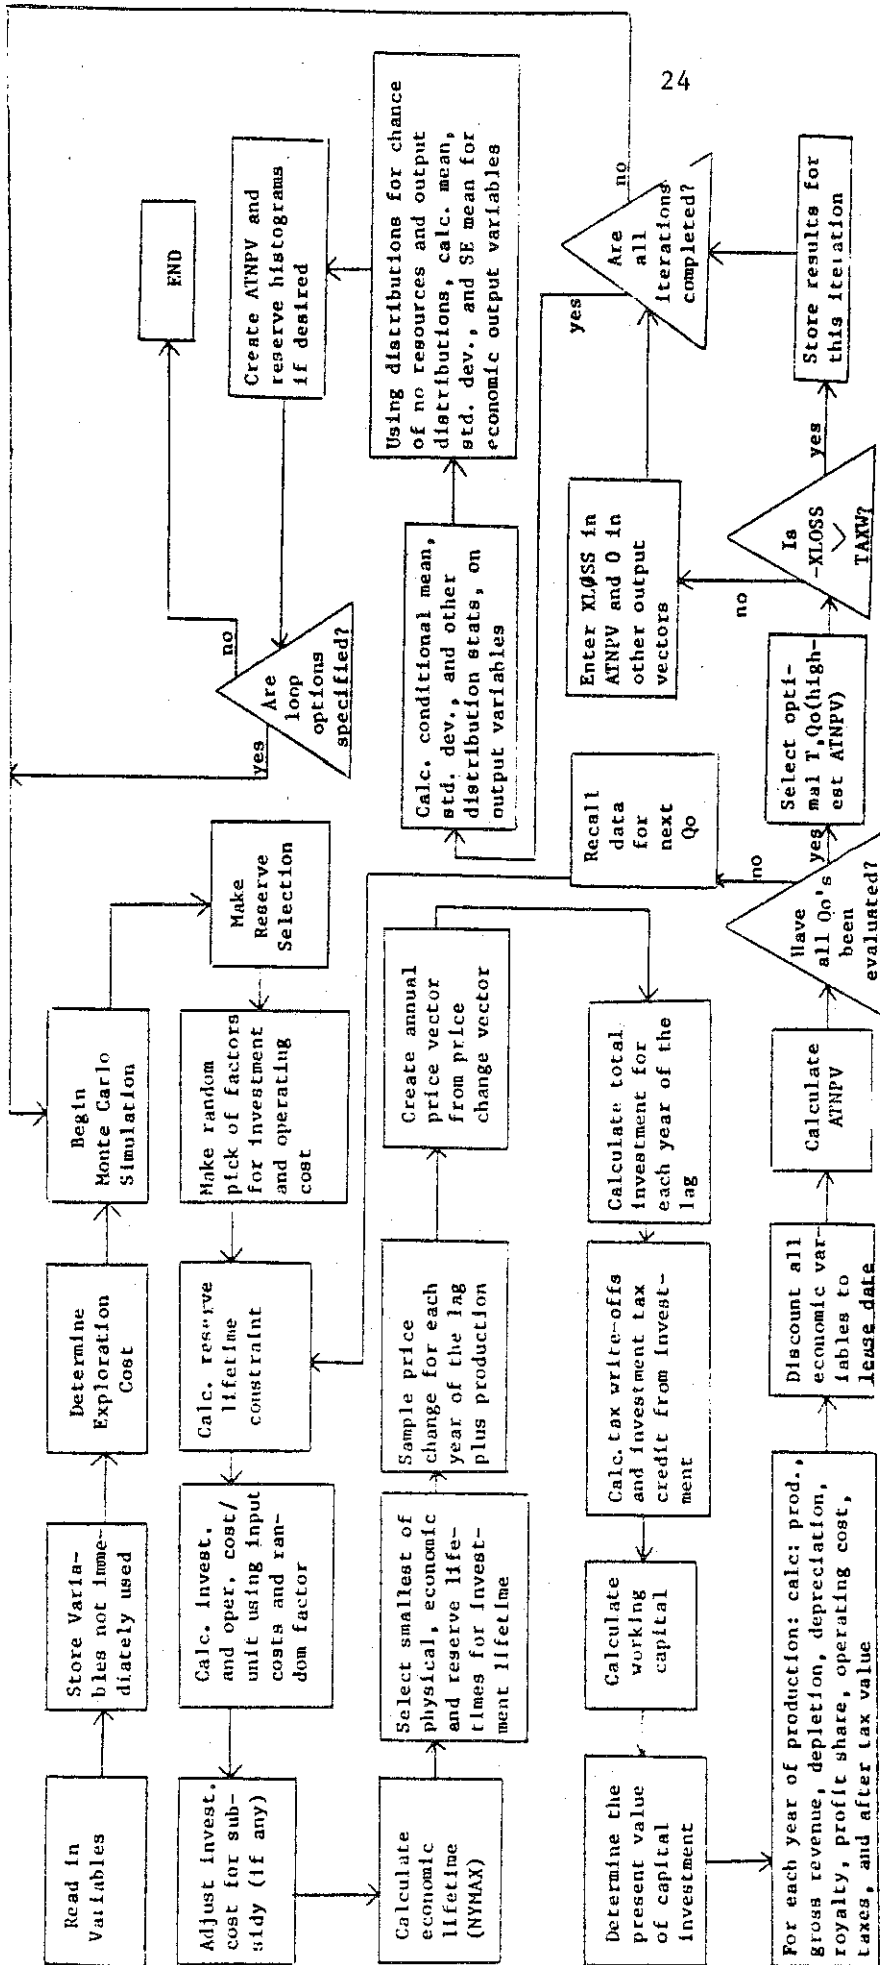 24
Read in
Variables
Store Varia-
bles not imme-
diately used
Determine
Exploration
Cost
Begin
Monte Carlo
Simulation
Make
Reserve
Selection
Make random
pick of factors
for investment
and operating
cost
Calc. reserve
lifetime
constraint
Calc. invest.
and oper. cost/
unit using input
costs and ran-
dom factor
Adjust invest.
cost for sub-
sidy (if any)
Calculate
economic
lifetime
(NYMAX)
Select smallest of
physical, economic
and reserve life-
times for invest-
ment lifetime
Sample price
change for each
year of the lag
plus production
Create annual
price vector
from price
change vector
Calculate total
investment for
each year of the
lag
Calc. tax write-offs
and investment tax
credit from invest-
ment
Calculate
working
capital
Determine the
present value
of capital
investment
For each year of production: calc: prod.,
gross revenue, depletion, depreciation,
royalty, profit share, operating cost,
taxes, and after tax value
Discount all
economic var-
iables to
lease date
Calculate
ATNPV
Have
all Qo's
been
evaluated?
no
yes
Recall
data
for
next
Qo
Select opti-
mal T,Qo(high-
est ATNPV)
Is
-XLOSS
>
TAXW?
no
yes
Enter XLØSS in
ATNPV and O in
other output
vectors
Store results for
this iteration
Are
all
iterations
completed?
no
yes
Calc. conditional mean,
std. dev., and other
distribution stats, on
output variables
Using distributions for chance
of no resources and output
distributions, calc. mean,
std. dev., and SE mean for
economic output variables
Create ATNPV and
reserve histograms
if desired
Are
loop
options
specified?
yes
no
END